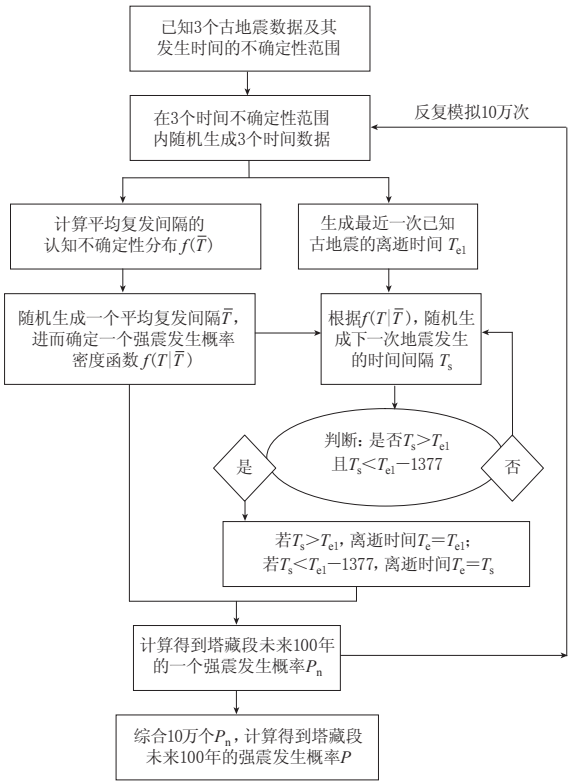 已知3个古地震数据及其
发生时间的不确定性范围
反复模拟10万次
在3个时间不确定性范围
内随机生成3个时间数据
计算平均复发间隔的
认知不确定性分布 f(T̅)
生成最近一次已知
古地震的离逝时间 Te1
随机生成一个平均复发间隔T̅,
进而确定一个强震发生概率
密度函数 f(T|T̅)
根据f(T|T̅), 随机生
成下一次地震发生
的时间间隔 Ts
判断: 是否Ts>Te1
且Ts<Te1−1377
是
否
若Ts>Te1, 离逝时间Te=Te1;
若Ts<Te1−1377, 离逝时间Te=Ts
计算得到塔藏段未来100年
的一个强震发生概率Pn
综合10万个Pn, 计算得到塔藏段
未来100年的强震发生概率P